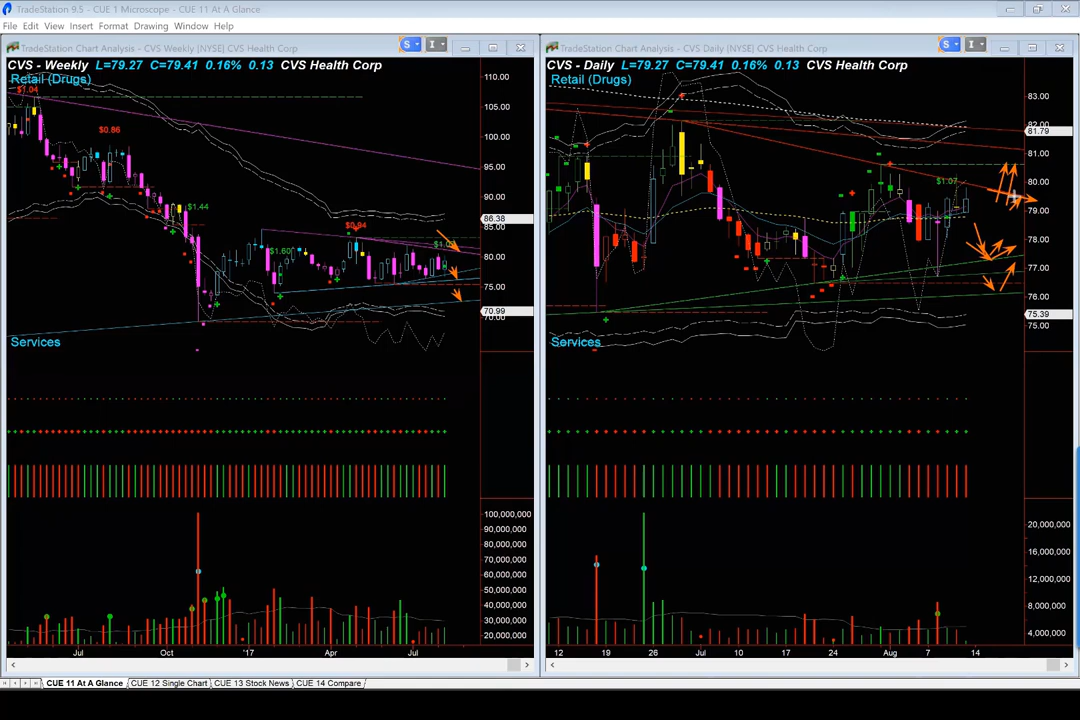 TradeStation 9.5 - CUE 1 Microscope - CUE 11 At A Glance
File Edit View Insert Format Drawing Window Help
TradeStation Chart Analysis - CVS Weekly [NYSE] CVS Health Corp
S
I
CVS - Weekly L=79.27 C=79.41 0.16% 0.13 CVS Health Corp
Retail (Drugs)
$1.04
$0.86
$1.44
$1.60
$0.94
110.00
105.00
100.00
95.00
90.00
86.38
85.00
80.00
75.00
70.99
70.00
Services
100,000,000
90,000,000
80,000,000
70,000,000
60,000,000
50,000,000
40,000,000
30,000,000
20,000,000
Jul Oct '17 Apr Jul
TradeStation Chart Analysis - CVS Daily [NYSE] CVS Health Corp
S
I
CVS - Daily L=79.27 C=79.41 0.16% 0.13 CVS Health Corp
Retail (Drugs)
$1.07
83.00
82.00
81.79
81.00
80.00
79.00
78.00
77.00
76.00
75.39
75.00
Services
20,000,000
16,000,000
12,000,000
8,000,000
4,000,000
12 19 26 Jul 10 17 24 Aug 7 14
CUE 11 At A Glance CUE 12 Single Chart CUE 13 Stock News CUE 14 Compare